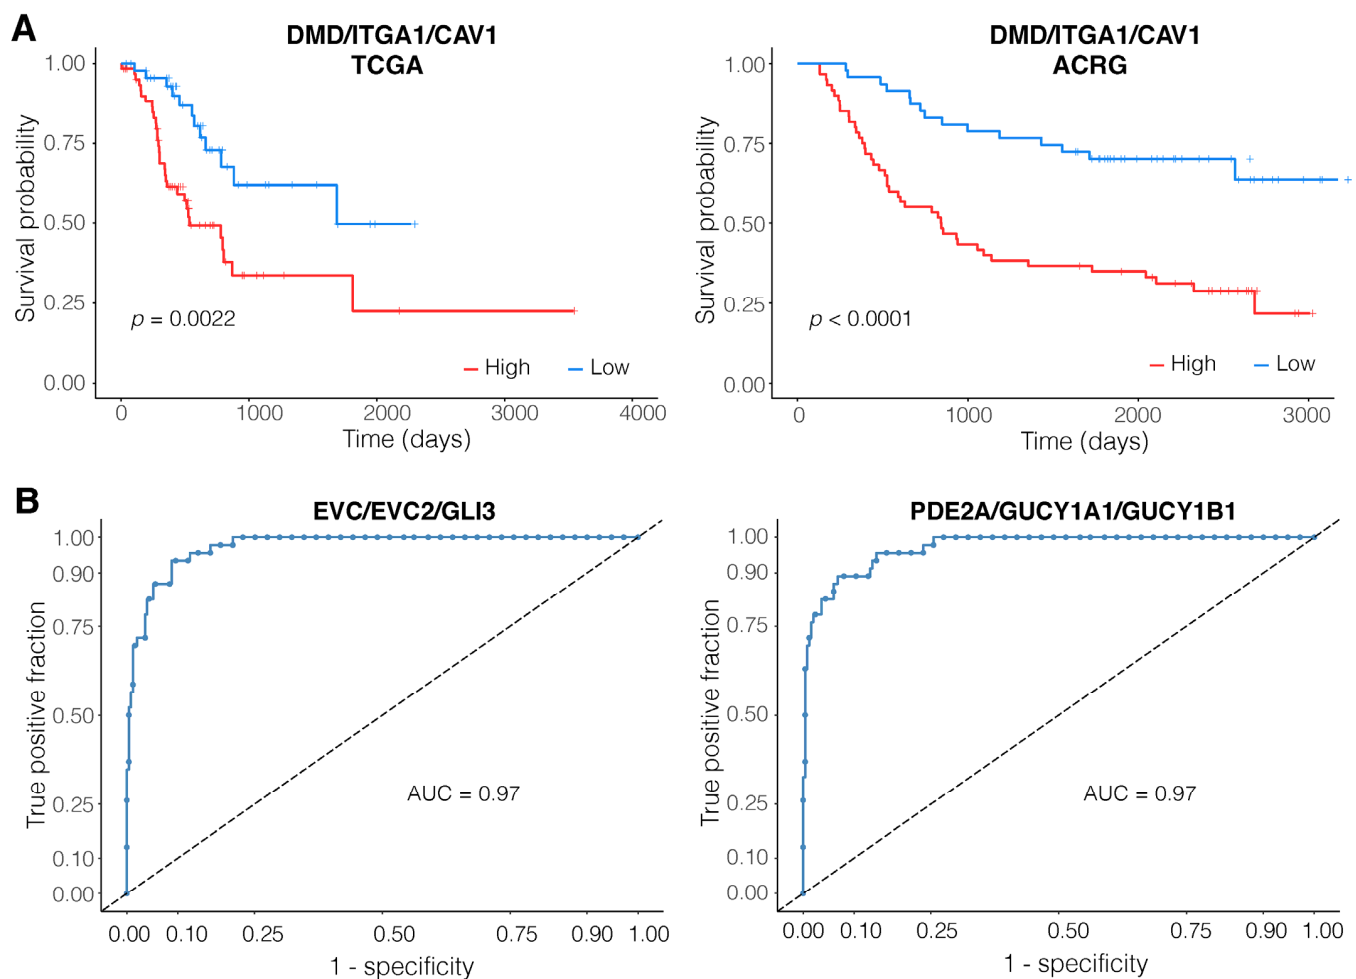 A
DMD/ITGA1/CAV1
TCGA
Survival probability
1.00
0.75
0.50
0.25
0.00
p = 0.0022
High
Low
0
1000
2000
3000
4000
Time (days)
DMD/ITGA1/CAV1
ACRG
Survival probability
1.00
0.75
0.50
0.25
0.00
p < 0.0001
High
Low
0
1000
2000
3000
Time (days)
B
EVC/EVC2/GLI3
True positive fraction
1.00
0.90
0.75
0.50
0.25
0.10
0.00
AUC = 0.97
0.00
0.10
0.25
0.50
0.75
0.90
1.00
1 - specificity
PDE2A/GUCY1A1/GUCY1B1
True positive fraction
1.00
0.90
0.75
0.50
0.25
0.10
0.00
AUC = 0.97
0.00
0.10
0.25
0.50
0.75
0.90
1.00
1 - specificity